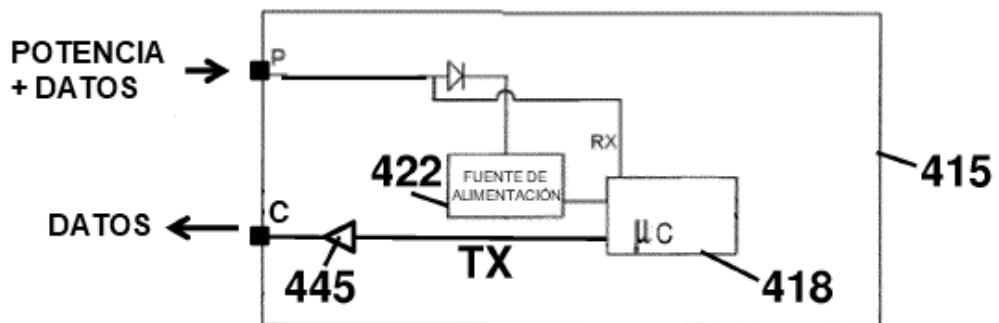 POTENCIA
+ DATOS
P
RX
422
FUENTE DE
ALIMENTACIÓN
415
DATOS
C
445
TX
µC
418